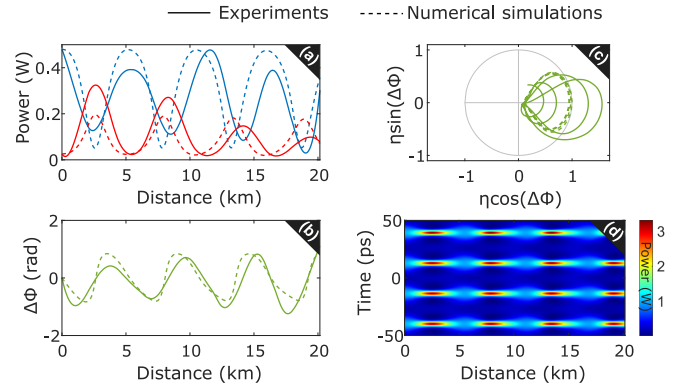 Experiments
Numerical simulations
(a)
Power (W)
0.4
0.2
0
0
5
10
15
20
Distance (km)
(c)
ηsin(ΔΦ)
1
0
-1
-1
0
1
ηcos(ΔΦ)
(b)
ΔΦ (rad)
2
0
-2
0
5
10
15
20
Distance (km)
(d)
Time (ps)
50
0
-50
0
5
10
15
20
Distance (km)
Power (W)
3
2
1